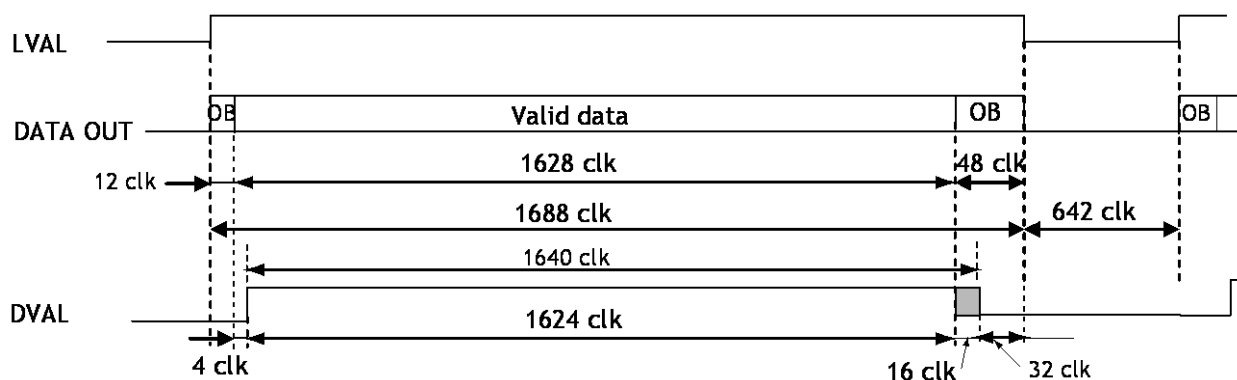 LVAL
OB Valid data OB OB
DATA OUT
1628 clk 48 clk
12 clk
1688 clk 642 clk
1640 clk
DVAL
1624 clk
4 clk 16 clk 32 clk